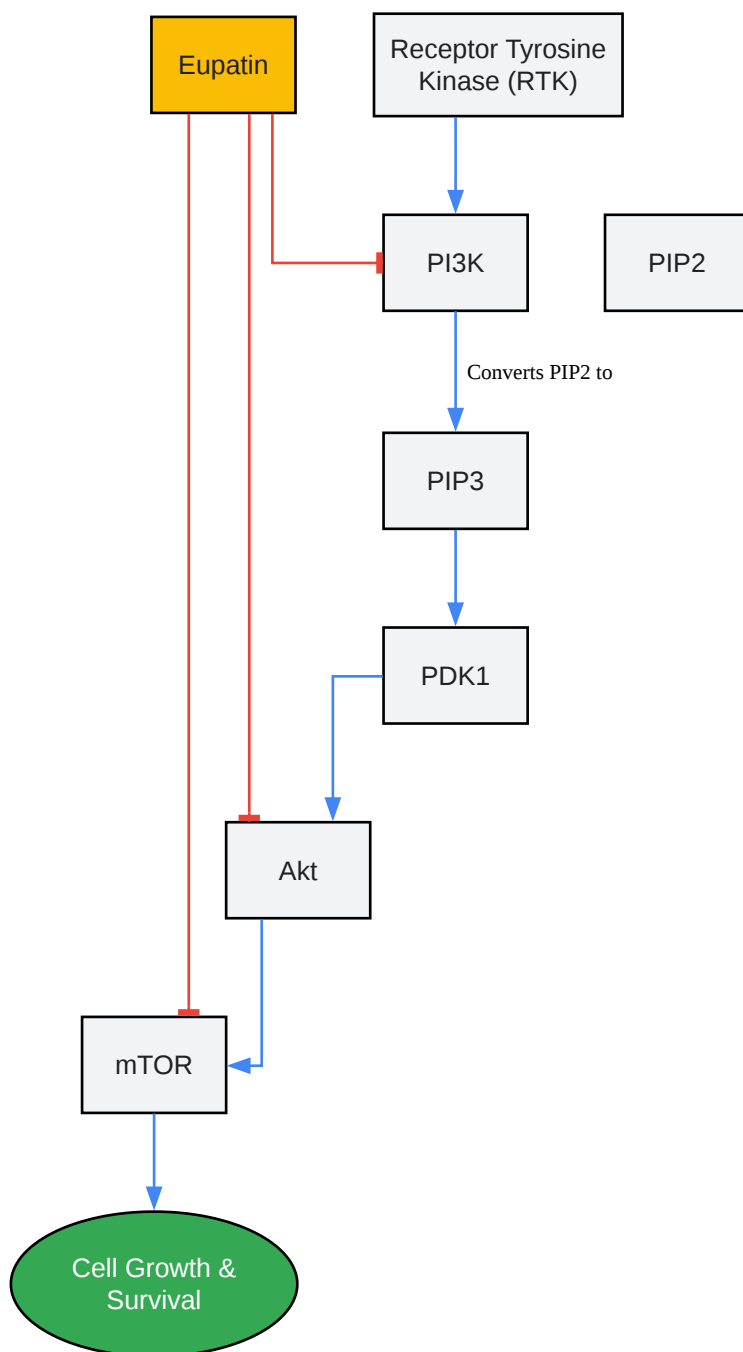 Eupatin
Receptor Tyrosine
Kinase (RTK)
PI3K
PIP2
Converts PIP2 to
PIP3
PDK1
Akt
mTOR
Cell Growth &
Survival